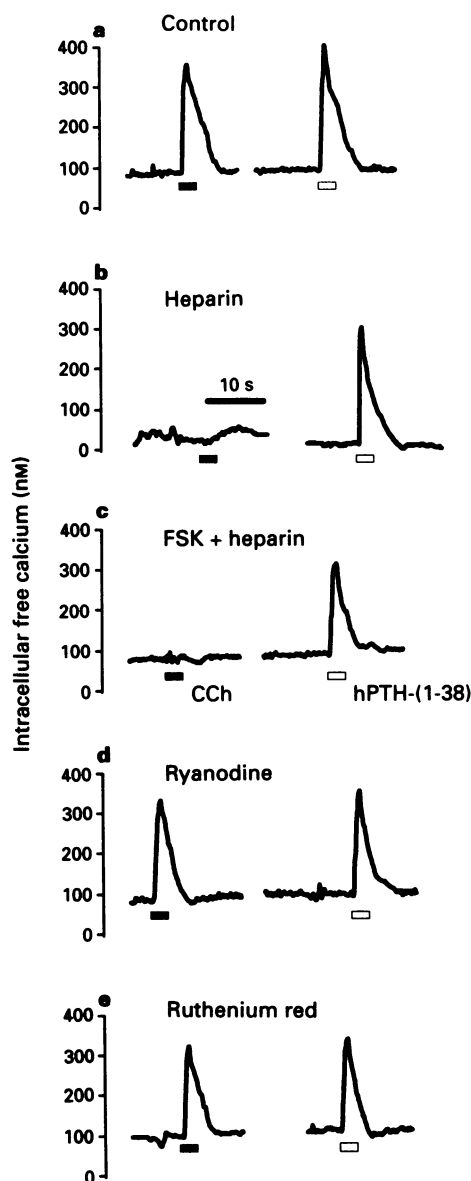 Intracellular free calcium (nM)
a
Control
400
300
200
100
0
b
Heparin
400
300
200
100
0
10 s
c
FSK + heparin
400
300
200
100
0
CCh
hPTH-(1-38)
d
Ryanodine
400
300
200
100
0
e
Ruthenium red
400
300
200
100
0